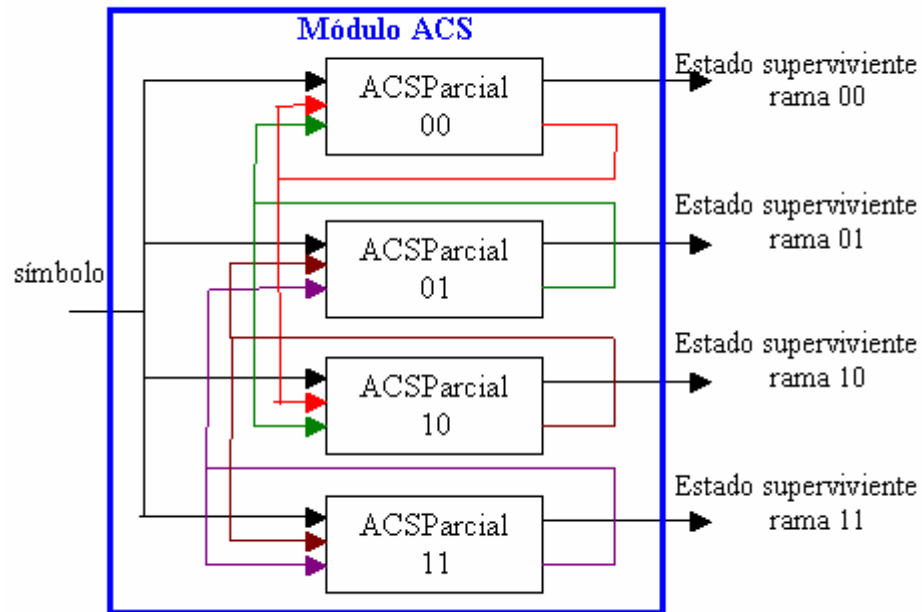 Módulo ACS
ACSParcial
00
Estado superviviente
rama 00
ACSParcial
01
Estado superviviente
rama 01
símbolo
ACSParcial
10
Estado superviviente
rama 10
ACSParcial
11
Estado superviviente
rama 11